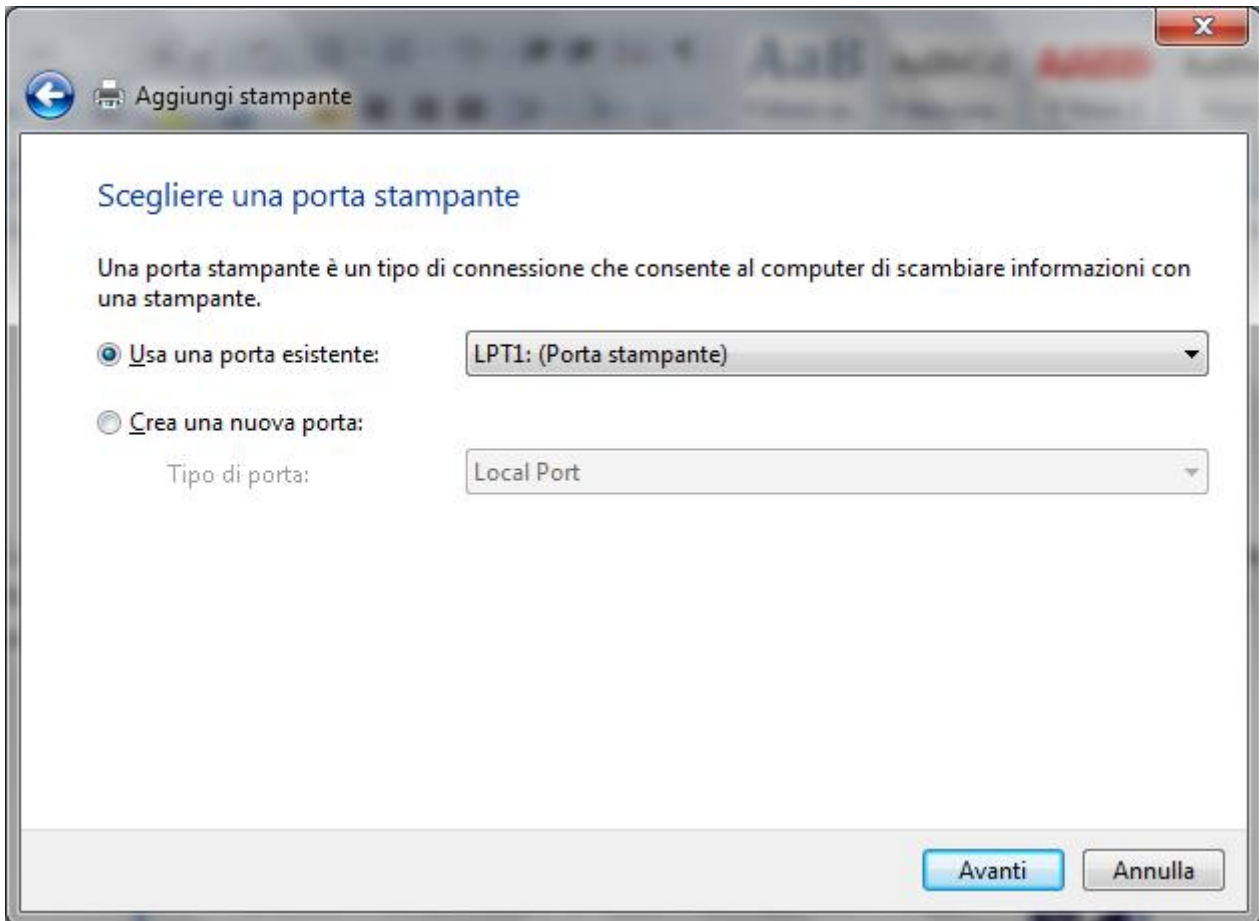 AaB
Aggiungi stampante
Scegliere una porta stampante
Una porta stampante è un tipo di connessione che consente al computer di scambiare informazioni con
una stampante.
Usa una porta esistente: LPT1: (Porta stampante)
Crea una nuova porta:
Tipo di porta: Local Port
Avanti Annulla